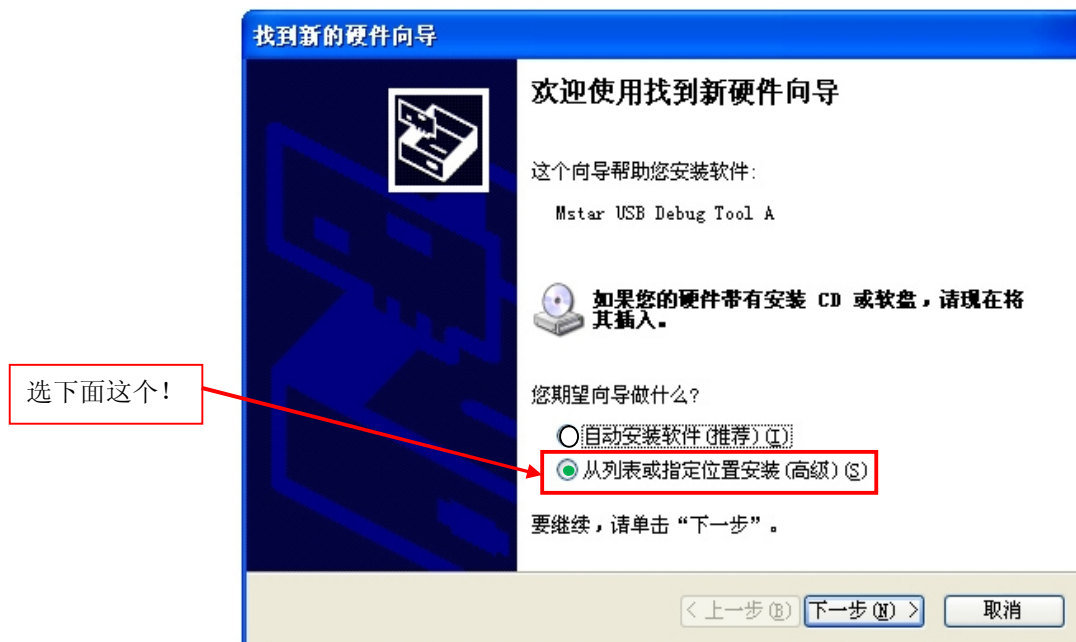 找到新的硬件向导
欢迎使用找到新硬件向导
这个向导帮助您安装软件:
Mstar USB Debug Tool A
如果您的硬件带有安装 CD 或软盘，请现在将
其插入。
选下面这个！
您期望向导做什么?
自动安装软件(推荐)(I)
从列表或指定位置安装(高级)(S)
要继续，请单击“下一步”。
< 上一步(B)
下一步(N) >
取消